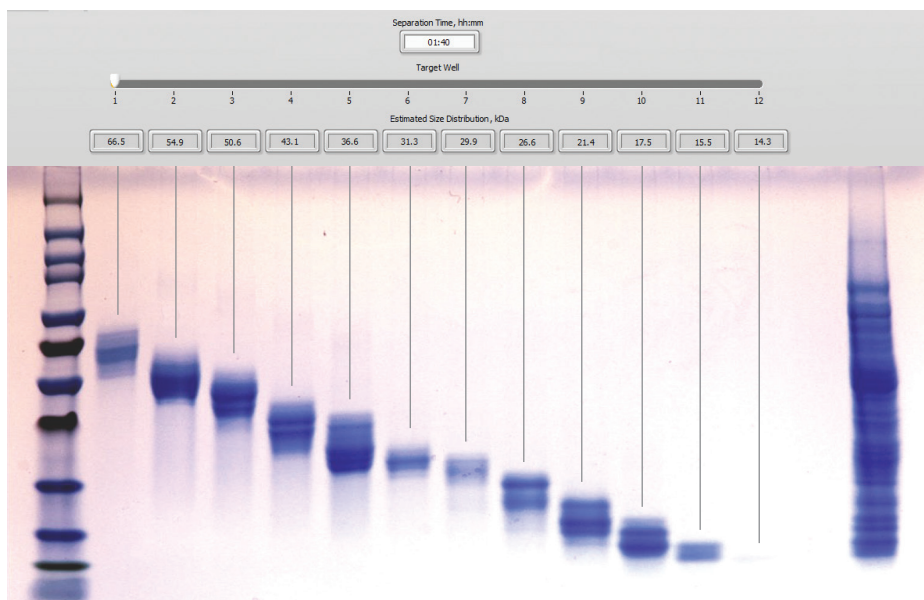 Separation Time, hh:mm
01:40
Target Well
1 2 3 4 5 6 7 8 9 10 11 12
Estimated Size Distribution, kDa
66.5 54.9 50.6 43.1 36.6 31.3 29.9 26.6 21.4 17.5 15.5 14.3